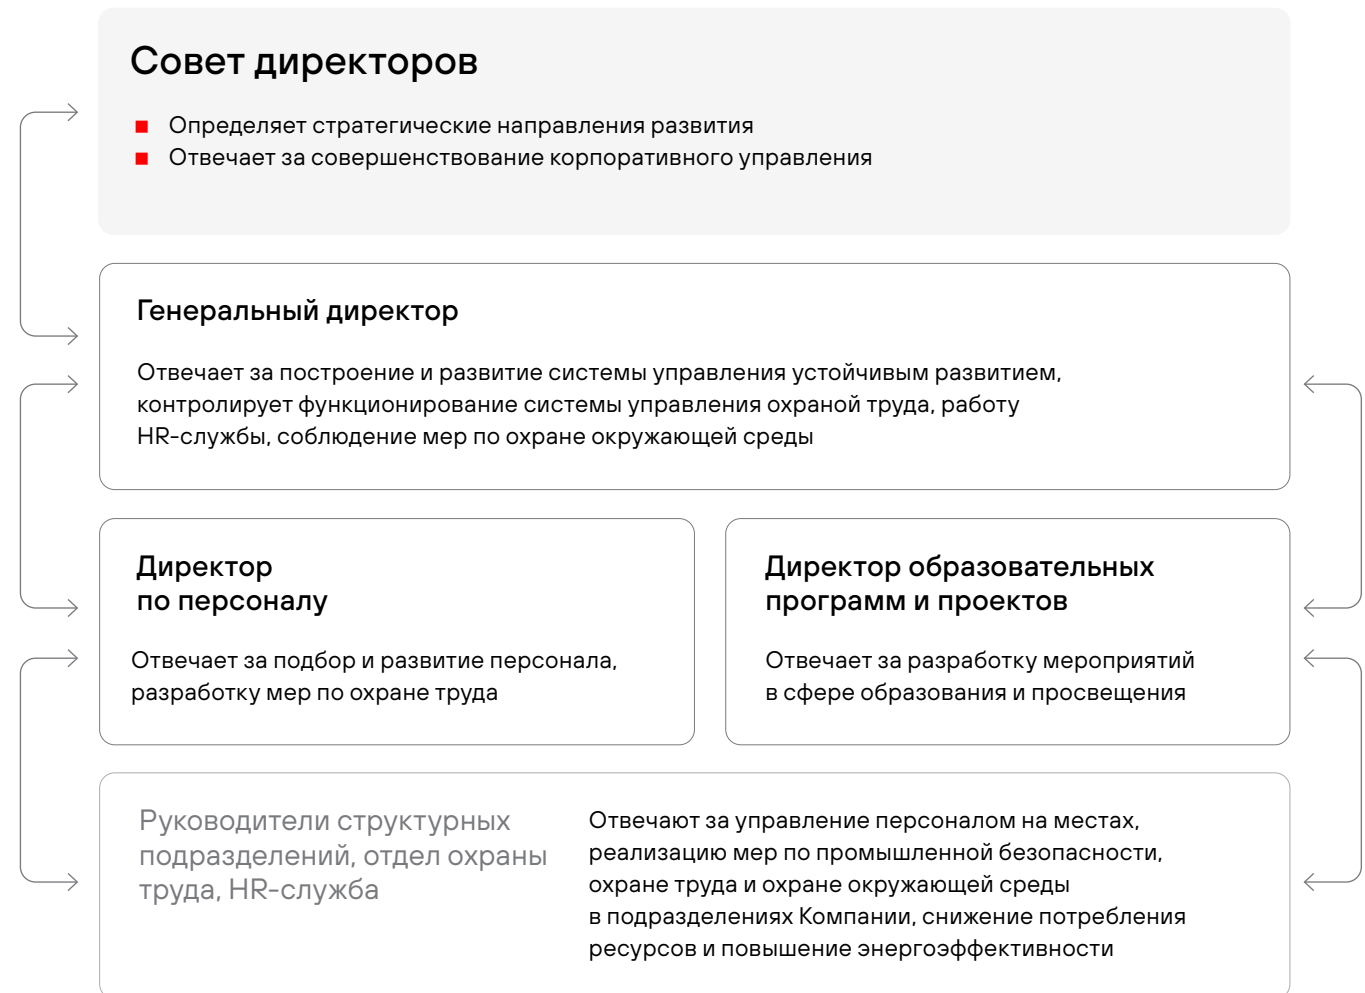 Совет директоров
Определяет стратегические направления развития
Отвечает за совершенствование корпоративного управления
Генеральный директор
Отвечает за построение и развитие системы управления устойчивым развитием,
контролирует функционирование системы управления охраной труда, работу
HR-службы, соблюдение мер по охране окружающей среды
Директор
по персоналу
Отвечает за подбор и развитие персонала,
разработку мер по охране труда
Директор образовательных
программ и проектов
Отвечает за разработку мероприятий
в сфере образования и просвещения
Руководители структурных
подразделений, отдел охраны
труда, HR-служба
Отвечают за управление персоналом на местах,
реализацию мер по промышленной безопасности,
охране труда и охране окружающей среды
в подразделениях Компании, снижение потребления
ресурсов и повышение энергоэффективности